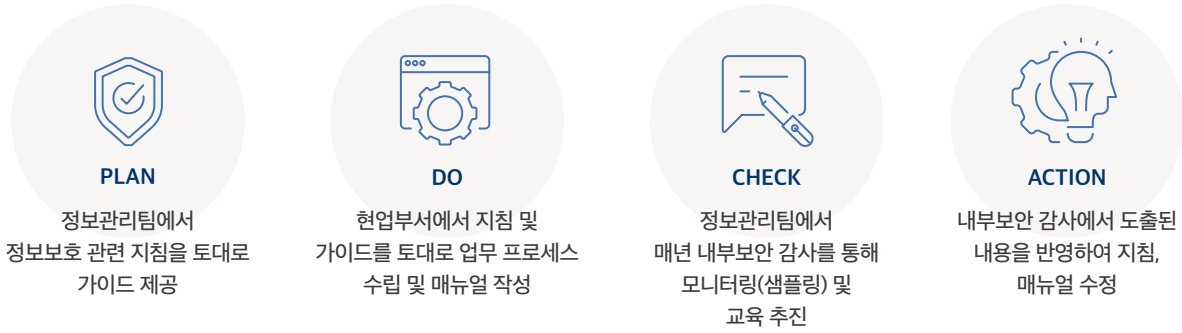 PLAN
정보관리팀에서
정보보호 관련 지침을 토대로
가이드 제공
DO
현업부서에서 지침 및
가이드를 토대로 업무 프로세스
수립 및 매뉴얼 작성
CHECK
정보관리팀에서
매년 내부보안 감사를 통해
모니터링(샘플링) 및
교육 추진
ACTION
내부보안 감사에서 도출된
내용을 반영하여 지침,
매뉴얼 수정